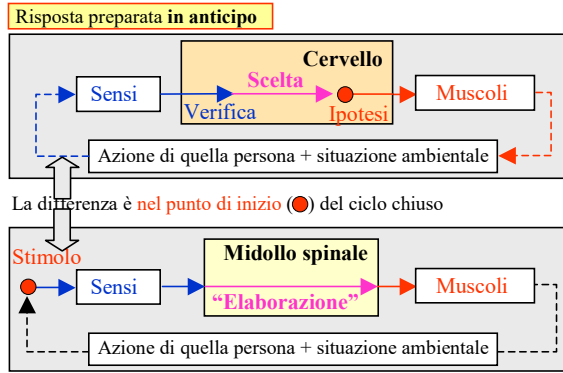 Risposta preparata in anticipo
Cervello
Sensi
Scelta
Muscoli
Verifica
Ipotesi
Azione di quella persona + situazione ambientale
La differenza è nel punto di inizio ( ) del ciclo chiuso
Stimolo
Midollo spinale
Sensi
Muscoli
“Elaborazione”
Azione di quella persona + situazione ambientale